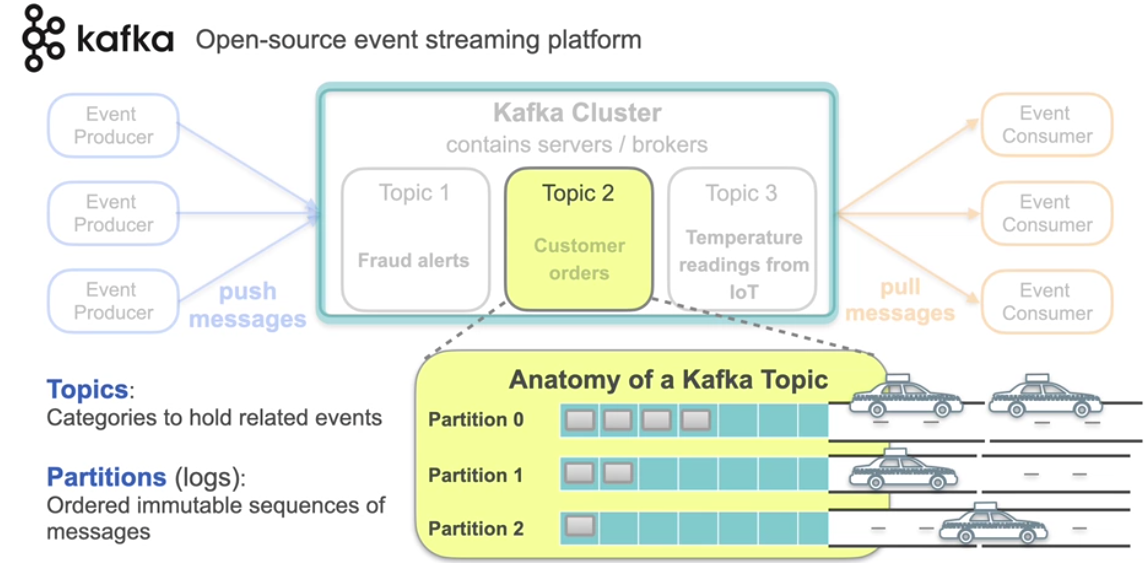 kafka Open-source event streaming platform
Event
Producer
Event
Producer
Event
Producer
push
messages
Kafka Cluster
contains servers / brokers
Topic 1
Fraud alerts
Topic 2
Customer
orders
Topic 3
Temperature
readings from
IoT
pull
messages
Event
Consumer
Event
Consumer
Event
Consumer
Topics:
Categories to hold related events
Partitions (logs):
Ordered immutable sequences of
messages
Anatomy of a Kafka Topic
Partition 0
Partition 1
Partition 2